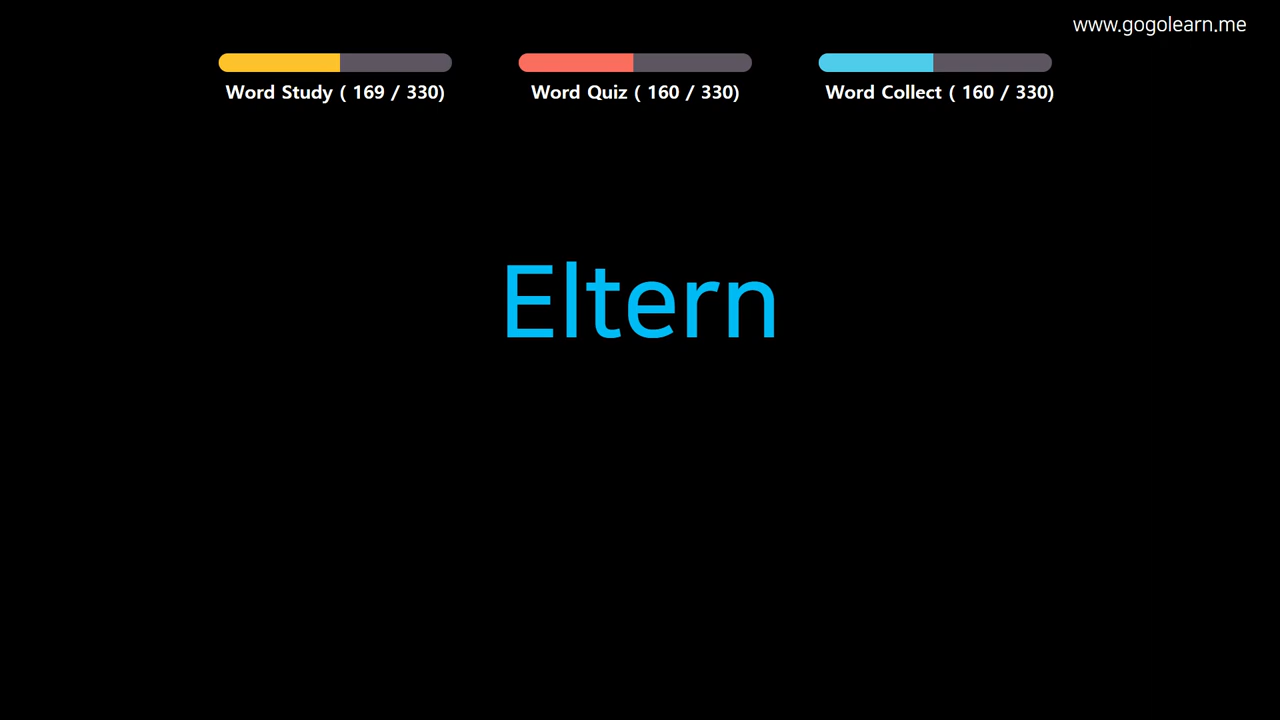 www.gogolearn.me
Word Study ( 169 / 330)
Word Quiz ( 160 / 330)
Word Collect ( 160 / 330)
Eltern